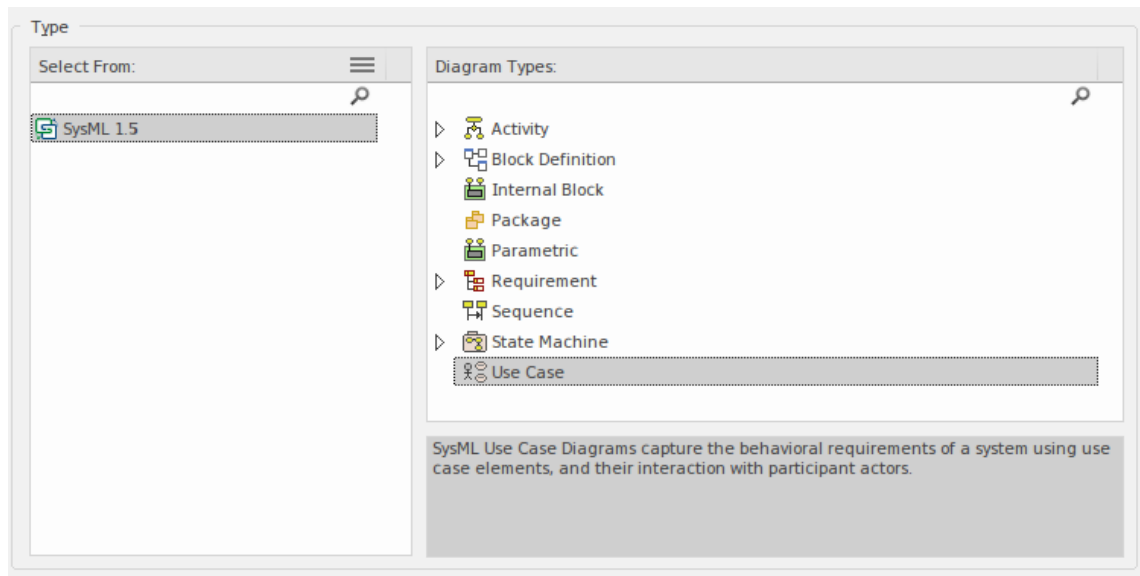 Type
Select From:
SysML 1.5
Diagram Types:
Activity
Block Definition
Internal Block
Package
Parametric
Requirement
Sequence
State Machine
Use Case
SysML Use Case Diagrams capture the behavioral requirements of a system using use
case elements, and their interaction with participant actors.